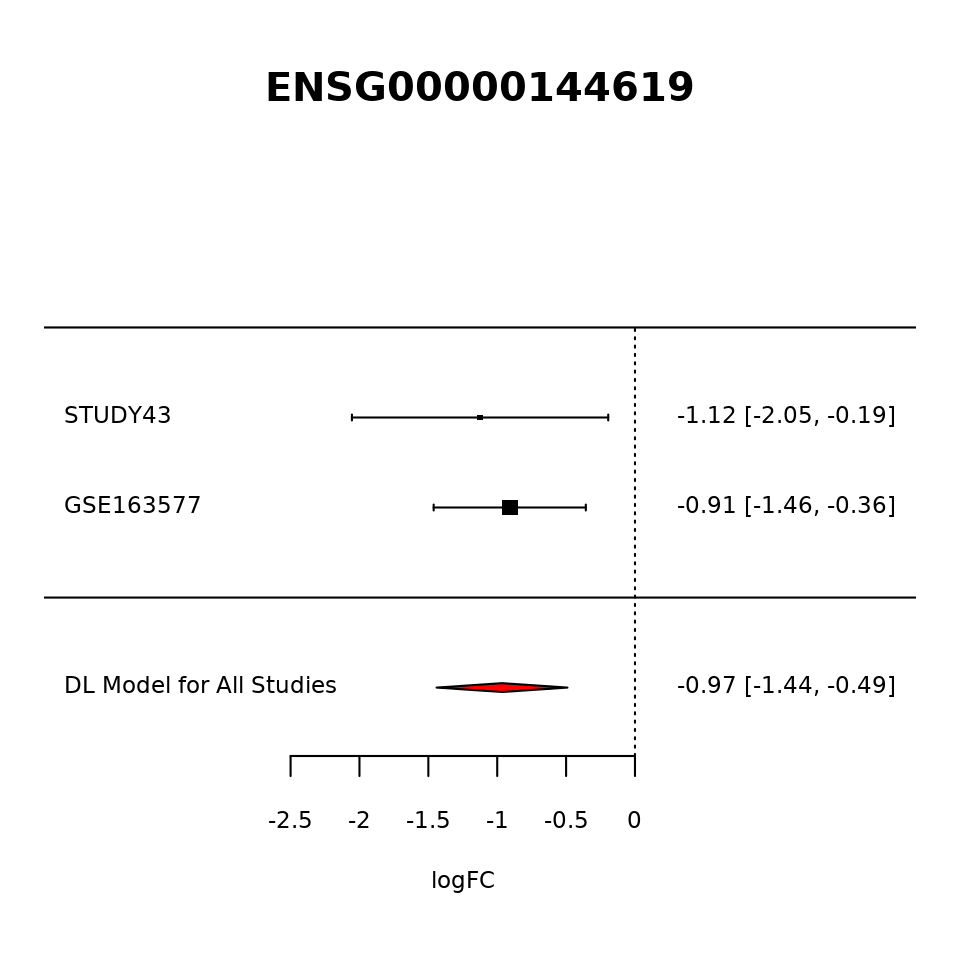 ENSG00000144619
STUDY43 -1.12 [-2.05, -0.19]
GSE163577 -0.91 [-1.46, -0.36]
DL Model for All Studies -0.97 [-1.44, -0.49]
-2.5 -2 -1.5 -1 -0.5 0
logFC